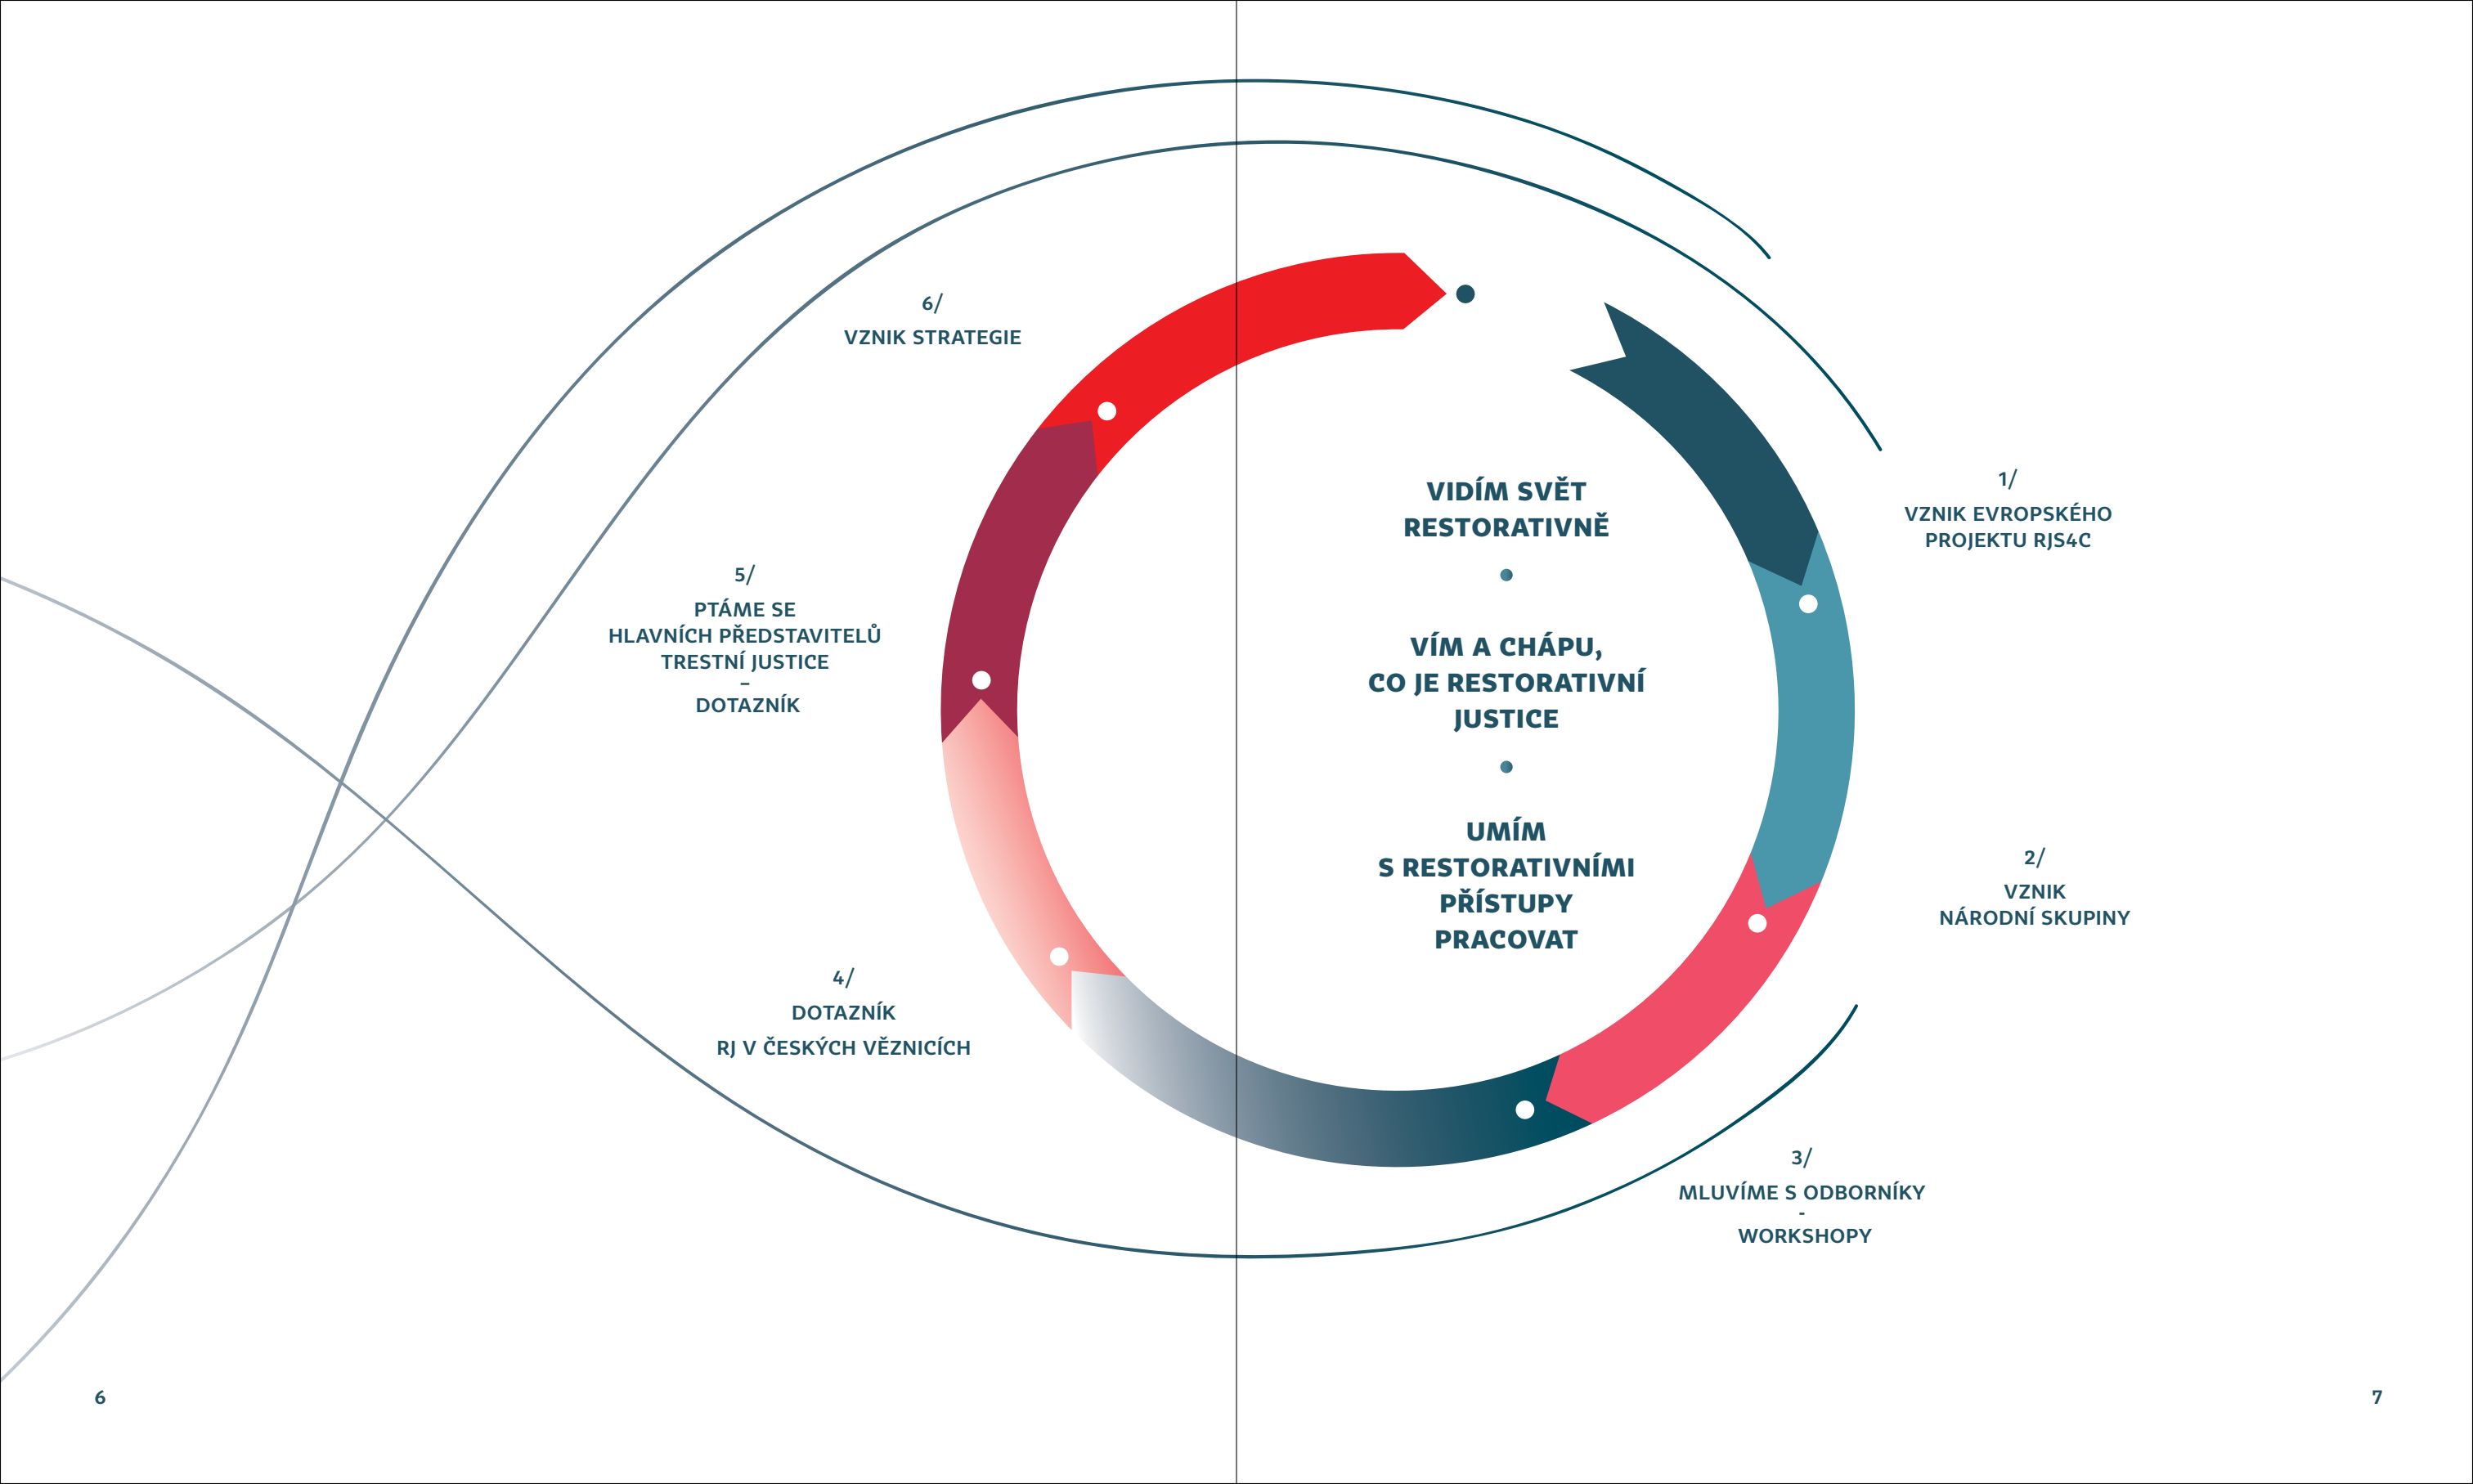 6/
VZNIK STRATEGIE
5/
PTÁME SE
HLAVNÍCH PŘEDSTAVITELŮ
TRESTNÍ JUSTICE
–
DOTAZNÍK
4/
DOTAZNÍK
RJ V ČESKÝCH VĚZNICÍCH
6
VIDÍM SVĚT
RESTORATIVNĚ
VÍM A CHÁPU,
CO JE RESTORATIVNÍ
JUSTICE
UMÍM
S RESTORATIVNÍMI
PŘÍSTUPY
PRACOVAT
1/
VZNIK EVROPSKÉHO
PROJEKTU RJS4C
2/
VZNIK
NÁRODNÍ SKUPINY
3/
MLUVÍME S ODBORNÍKY
-
WORKSHOPY
7